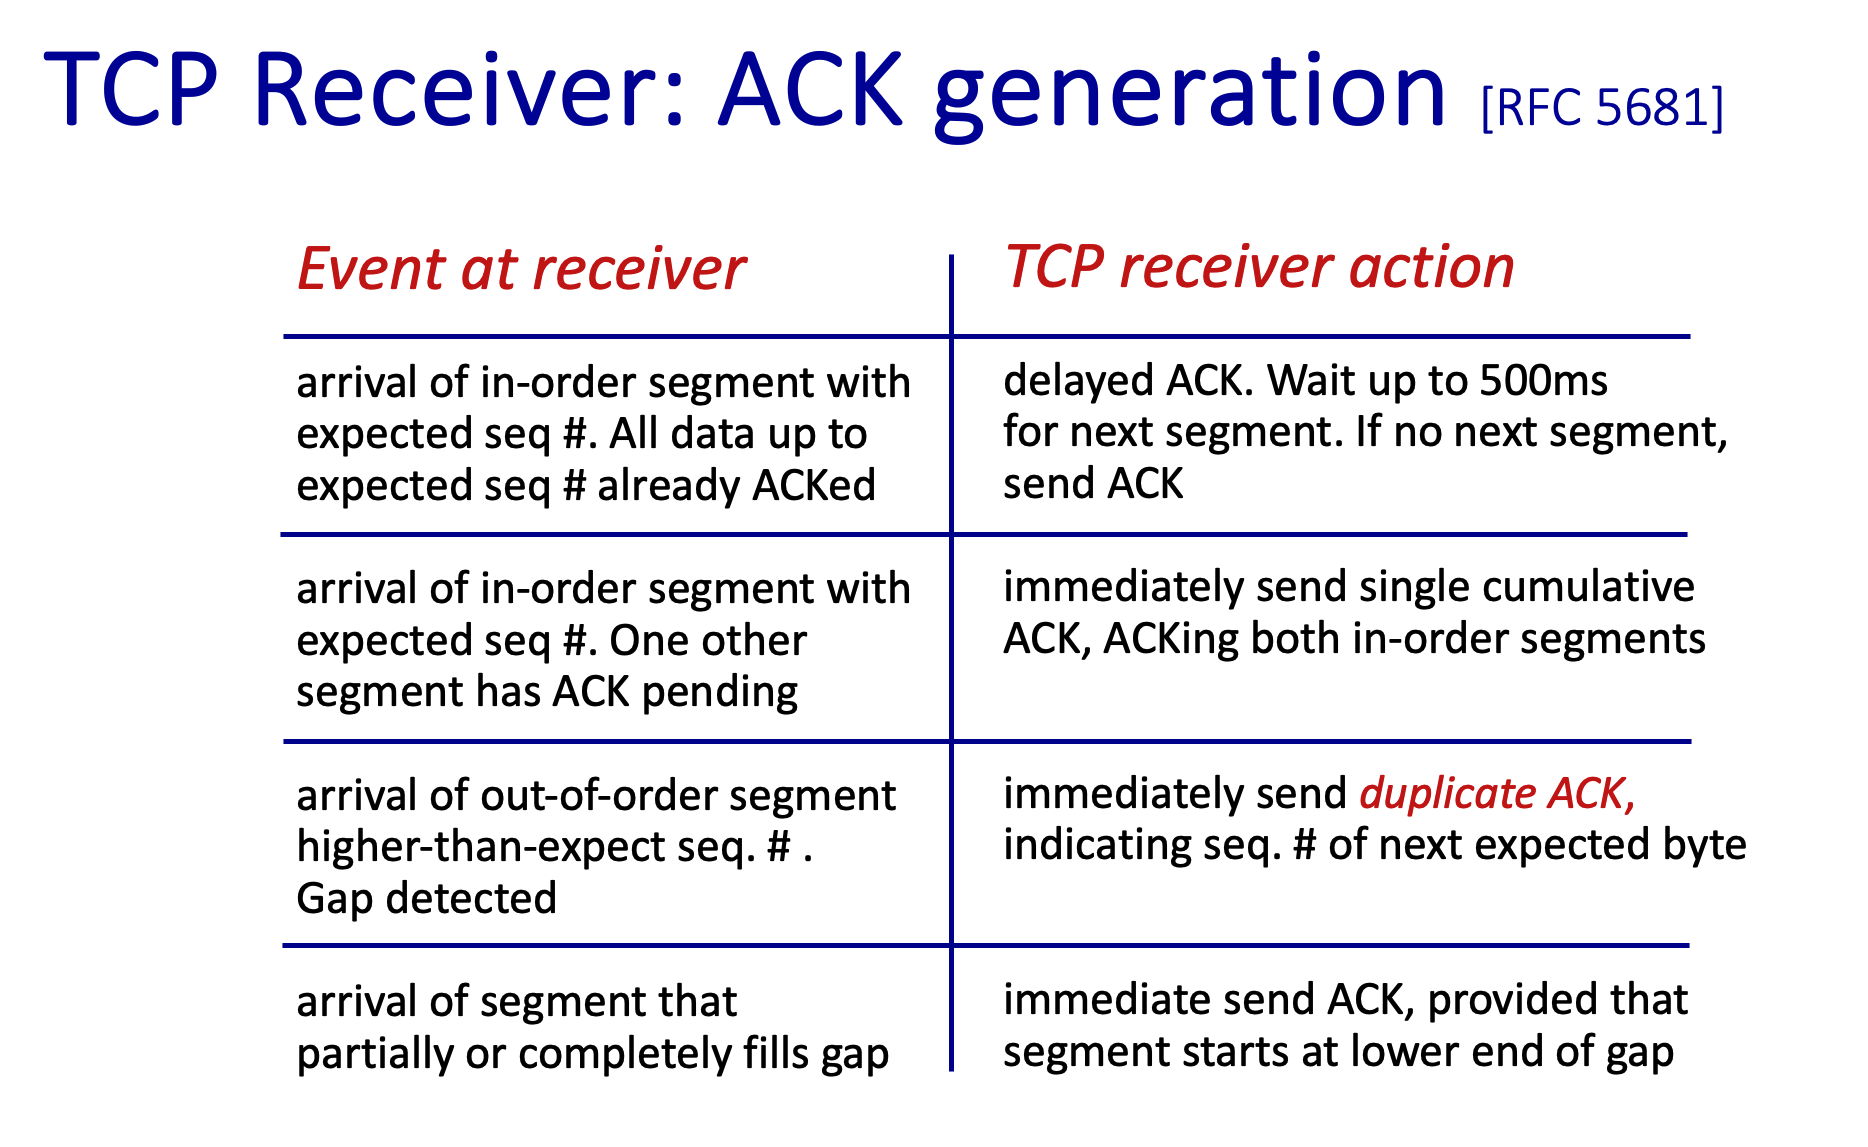 TCP Receiver: ACK generation [RFC 5681]
Event at receiver
TCP receiver action
arrival of in-order segment with
expected seq #. All data up to
expected seq # already ACKed
delayed ACK. Wait up to 500ms
for next segment. If no next segment,
send ACK
arrival of in-order segment with
expected seq #. One other
segment has ACK pending
immediately send single cumulative
ACK, ACKing both in-order segments
arrival of out-of-order segment
higher-than-expect seq. # .
Gap detected
immediately send duplicate ACK,
indicating seq. # of next expected byte
arrival of segment that
partially or completely fills gap
immediate send ACK, provided that
segment starts at lower end of gap